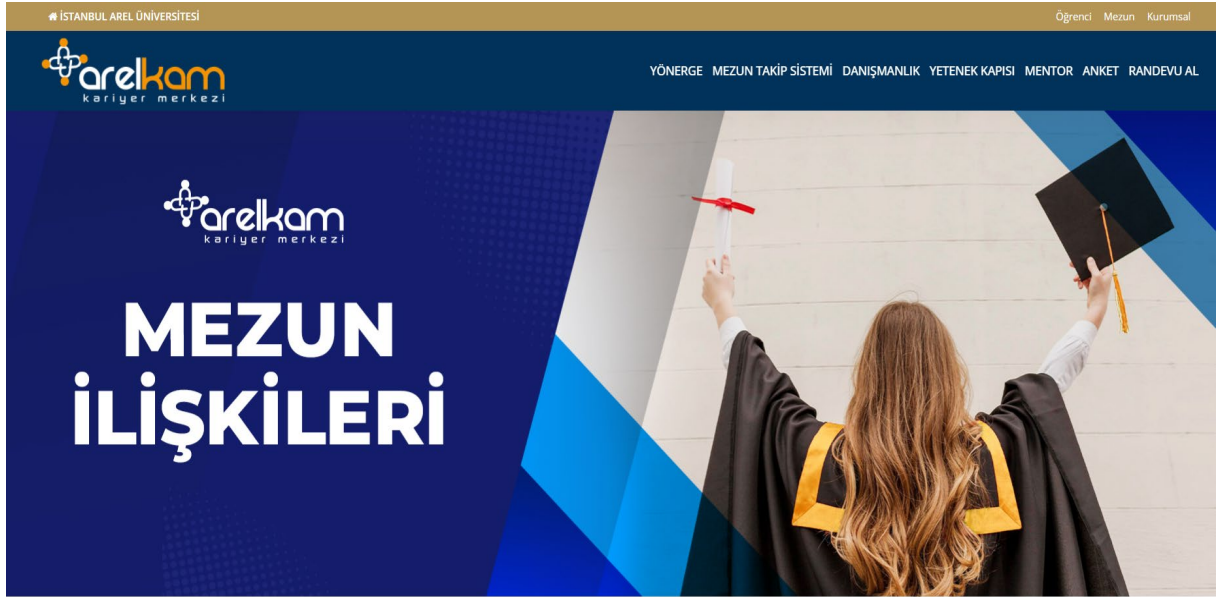 İSTANBUL AREL ÜNİVERSİTESİ
Öğrenci Mezun Kurumsal
arelkam
kariyer merkezi
YÖNERGE MEZUN TAKİP SİSTEMİ DANIŞMANLIK YETENEK KAPISI MENTOR ANKET RANDEVU AL
arelkam
kariyer merkezi
MEZUN
İLİŞKİLERİ